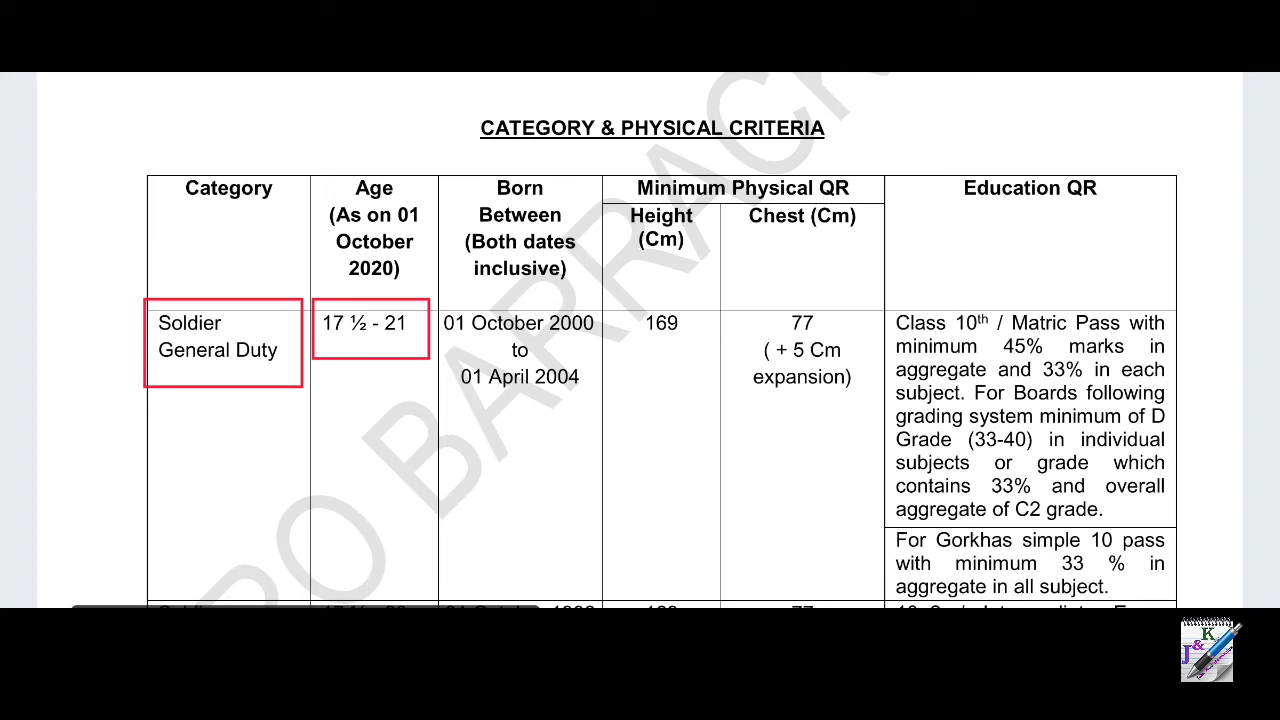 CATEGORY & PHYSICAL CRITERIA
Category
Age
(As on 01
October
2020)
Born
Between
(Both dates
inclusive)
Minimum Physical QR
Height
(Cm)
Chest (Cm)
Education QR
Soldier
General Duty
17 ½ - 21
01 October 2000
to
01 April 2004
169
77
( + 5 Cm
expansion)
Class 10th / Matric Pass with
minimum 45% marks in
aggregate and 33% in each
subject. For Boards following
grading system minimum of D
Grade (33-40) in individual
subjects or grade which
contains 33% and overall
aggregate of C2 grade.
For Gorkhas simple 10 pass
with minimum 33 % in
aggregate in all subject.
RO BARRACK
J&K